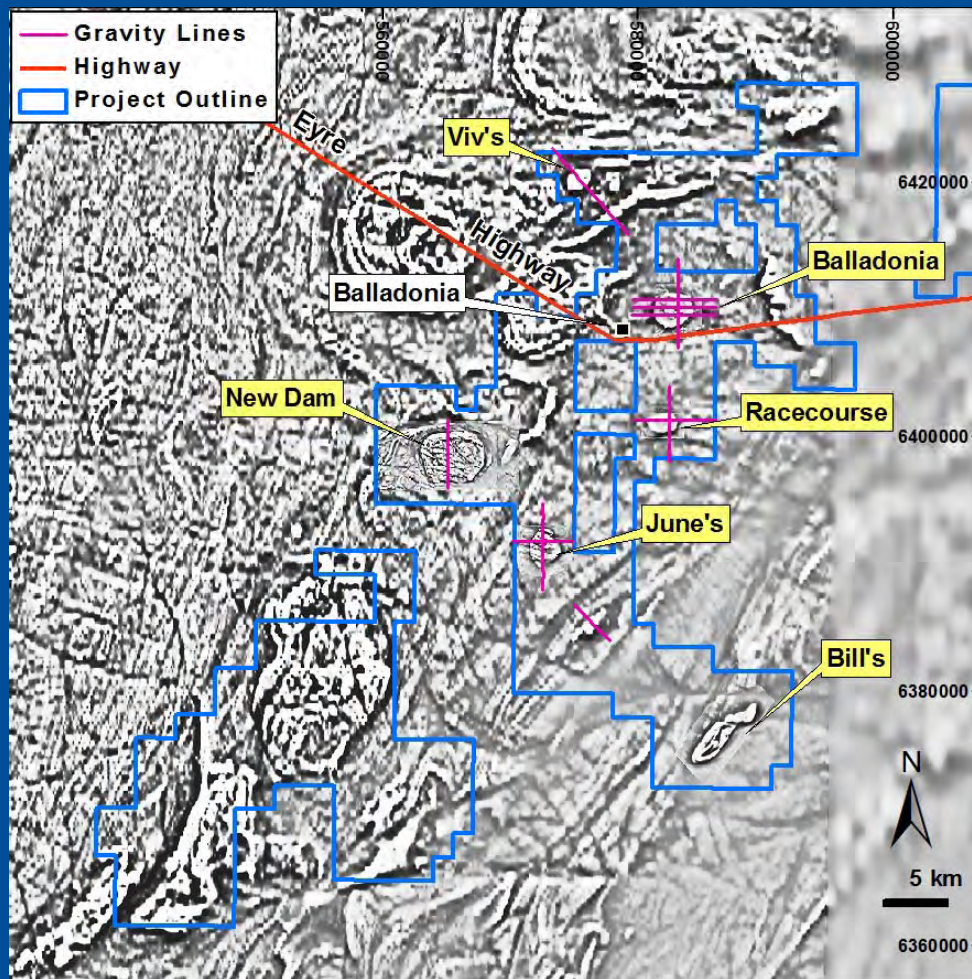 Gravity Lines
Highway
Project Outline
560000
580000
600000
Eyre
Highway
Viv's
6420000
Balladonia
Balladonia
New Dam
Racecourse
6400000
June's
Bill's
6380000
N
5 km
6360000